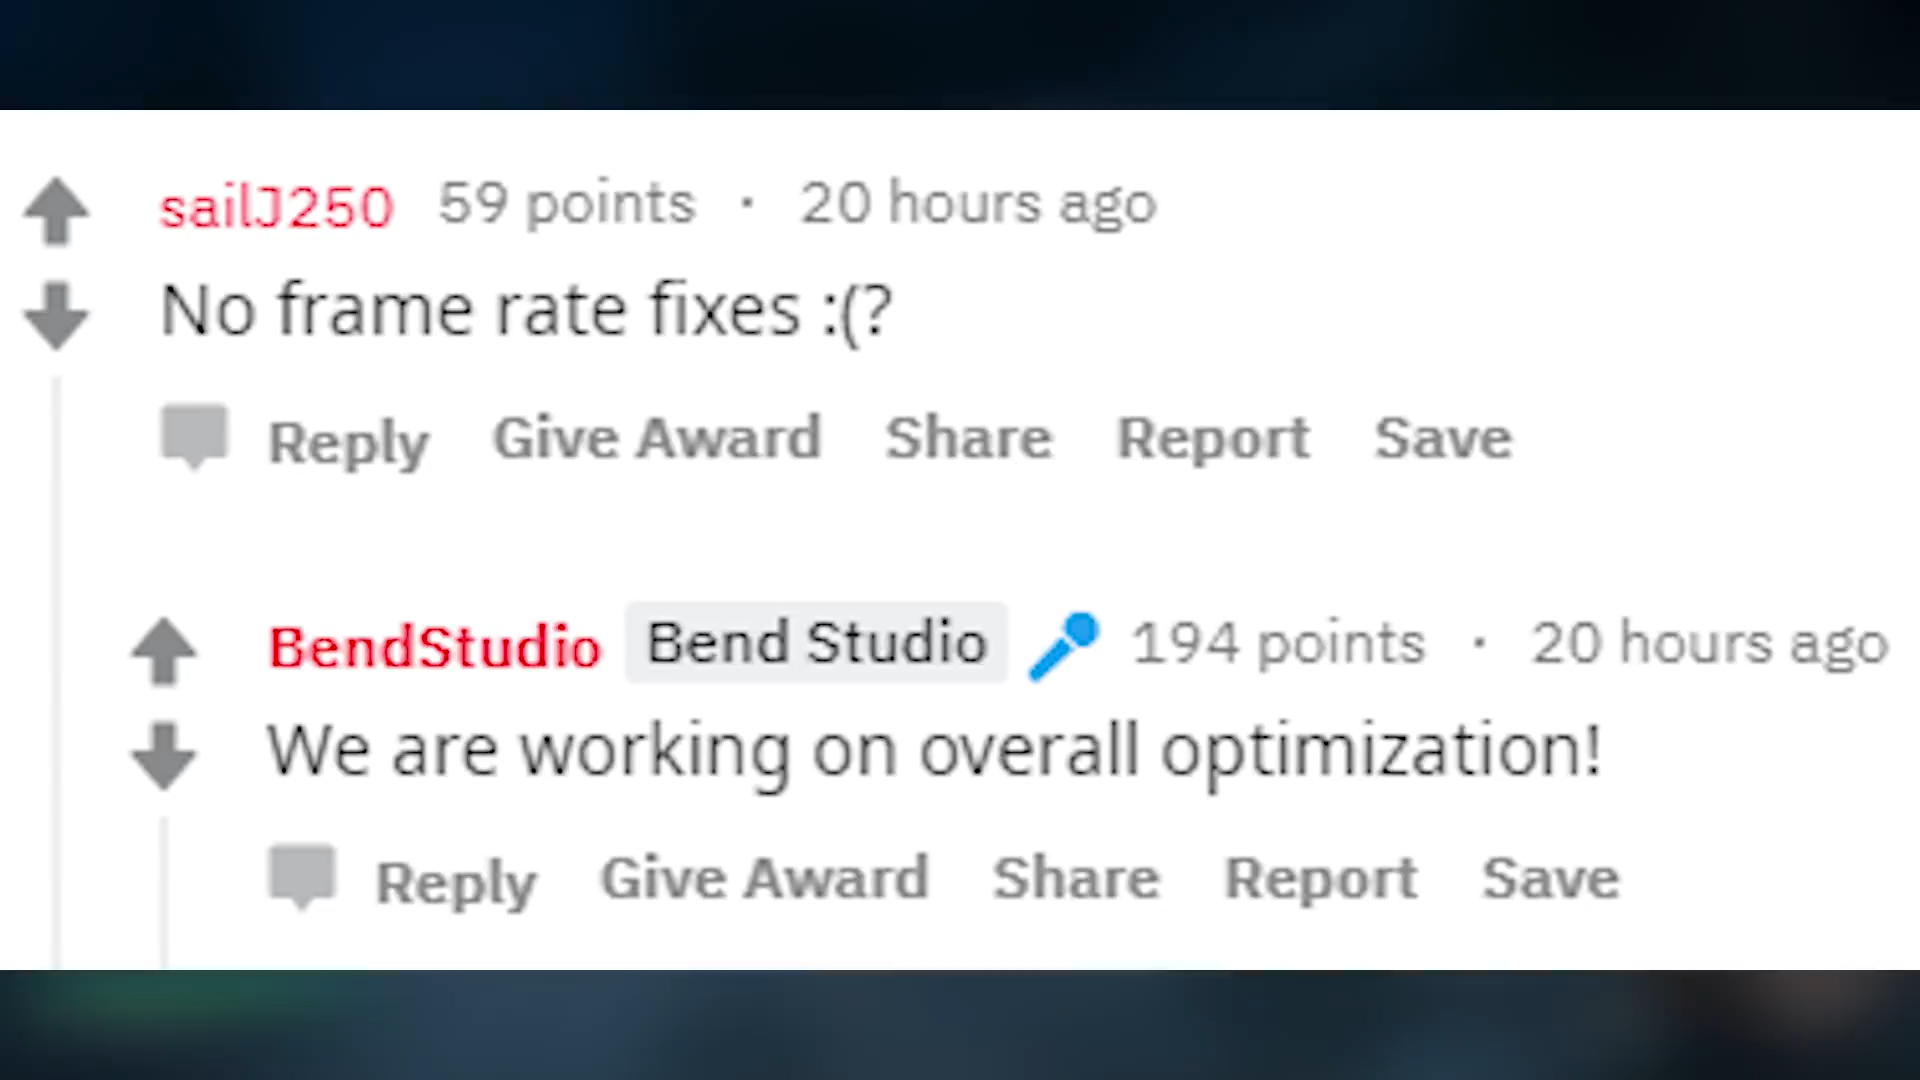 sailJ250 59 points · 20 hours ago
No frame rate fixes :(?
Reply Give Award Share Report Save
BendStudio Bend Studio 194 points · 20 hours ago
We are working on overall optimization!
Reply Give Award Share Report Save